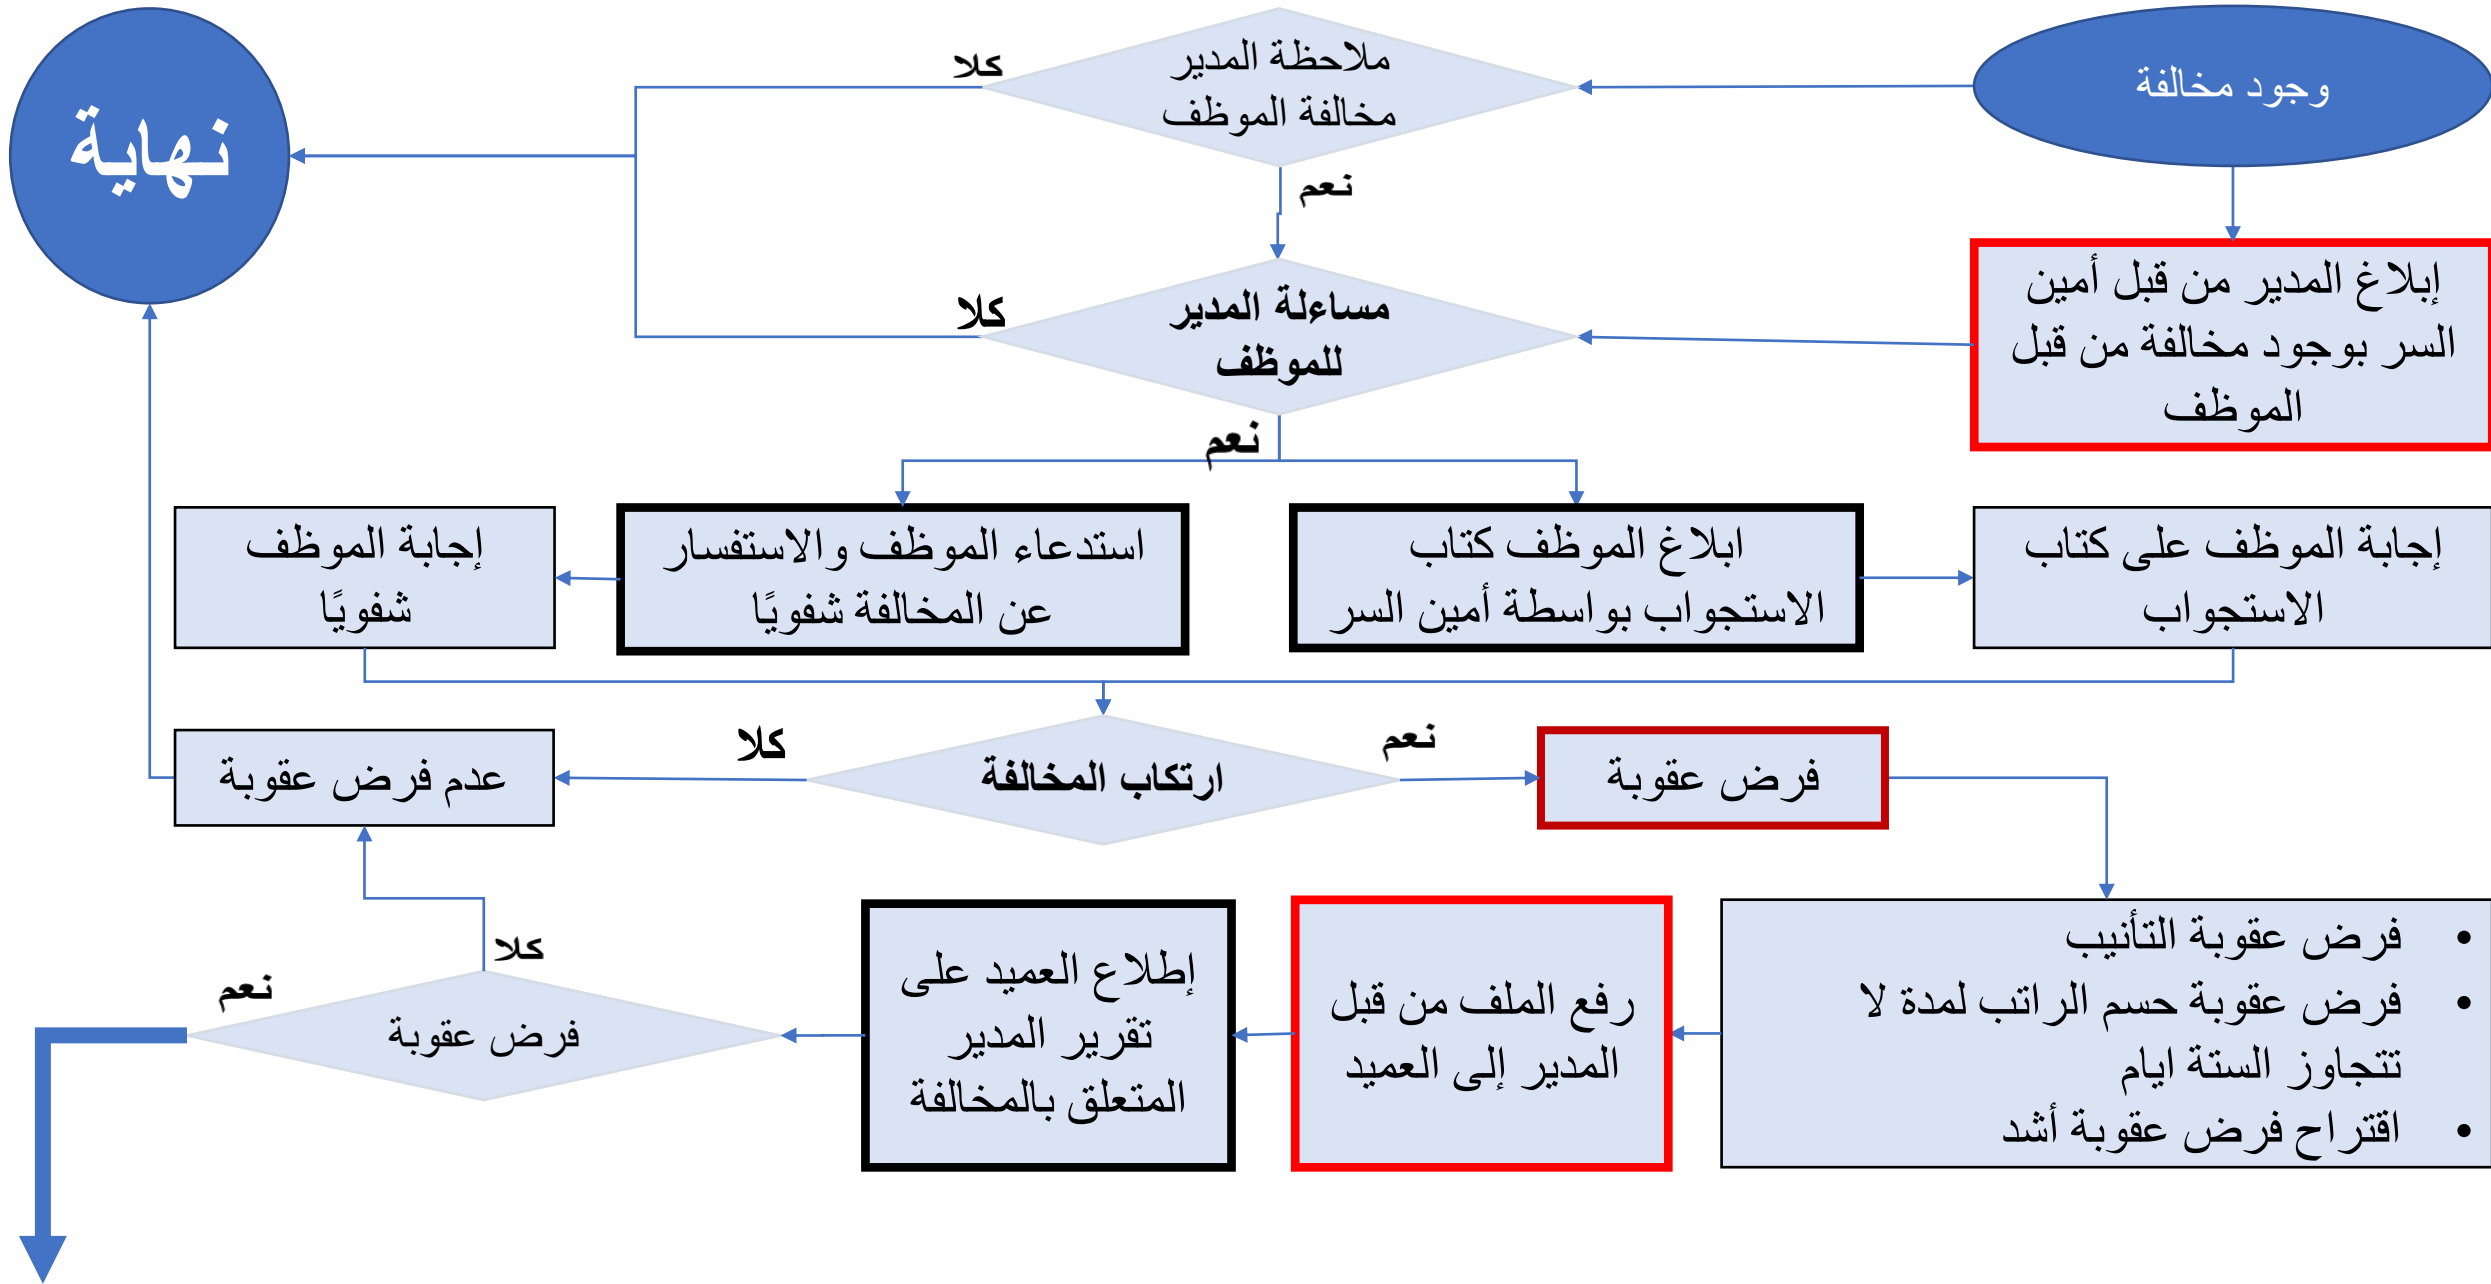 وجود مخالفة
ملاحظة المدير
مخالفة الموظف
كلا
نهاية
نعم
إبلاغ المدير من قبل أمين
السر بوجود مخالفة من قبل
الموظف
مساءلة المدير
للموظف
كلا
نعم
إجابة الموظف على كتاب
الاستجواب
ابلاغ الموظف كتاب
الاستجواب بواسطة أمين السر
استدعاء الموظف والاستفسار
عن المخالفة شفويًا
إجابة الموظف
شفويًا
فرض عقوبة
نعم
ارتكاب المخالفة
كلا
عدم فرض عقوبة
• فرض عقوبة التأنيب
• فرض عقوبة حسم الراتب لمدة لا
تتجاوز الستة ايام
• اقتراح فرض عقوبة أشد
رفع الملف من قبل
المدير إلى العميد
إطلاع العميد على
تقرير المدير
المتعلق بالمخالفة
كلا
فرض عقوبة
نعم